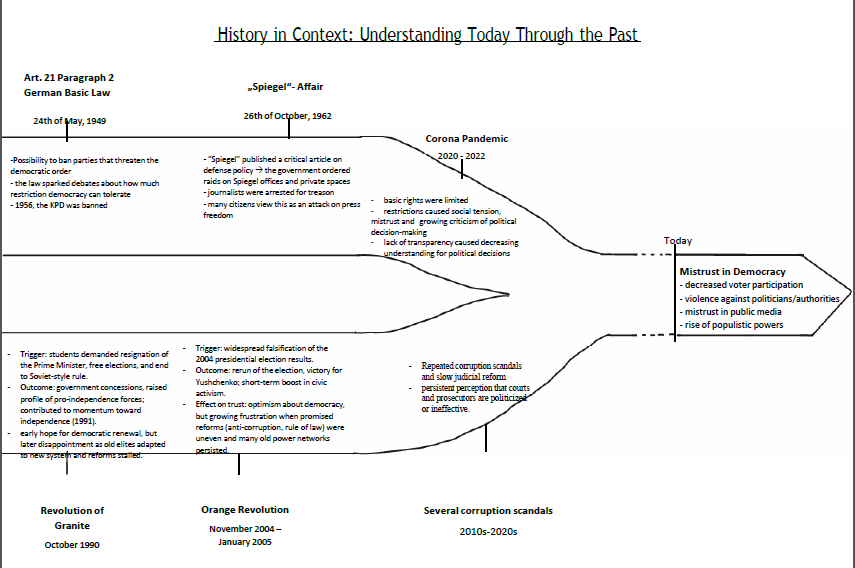 History in Context: Understanding Today Through the Past
Art. 21 Paragraph 2
German Basic Law
24th of May, 1949
„Spiegel“- Affair
26th of October, 1962
Corona Pandemic
2020 - 2022
-Possibility to ban parties that threaten the
democratic order
- the law sparked debates about how much
restriction democracy can tolerate
- 1956, the KPD was banned
- “Spiegel” published a critical article on
defense policy → the government ordered
raids on Spiegel offices and private spaces
- journalists were arrested for treason
- many citizens view this as an attack on press
freedom
- basic rights were limited
- restrictions caused social tension,
mistrust and growing criticism of political
decision-making
- lack of transparency caused decreasing
understanding for political decisions
Today
Mistrust in Democracy
- decreased voter participation
- violence against politicians/authorities
- mistrust in public media
- rise of populistic powers
- Trigger: students demanded resignation of
the Prime Minister, free elections, and end
to Soviet-style rule.
- Outcome: government concessions, raised
profile of pro-independence forces;
contributed to momentum toward
independence (1991).
- early hope for democratic renewal, but
later disappointment as old elites adapted
to new system and reforms stalled.
- Trigger: widespread falsification of the
2004 presidential election results.
- Outcome: rerun of the election, victory for
Yushchenko; short-term boost in civic
activism.
- Effect on trust: optimism about democracy,
but growing frustration when promised
reforms (anti-corruption, rule of law) were
uneven and many old power networks
persisted.
- Repeated corruption scandals
and slow judicial reform
- persistent perception that courts
and prosecutors are politicized
or ineffective.
Revolution of
Granite
October 1990
Orange Revolution
November 2004 –
January 2005
Several corruption scandals
2010s-2020s